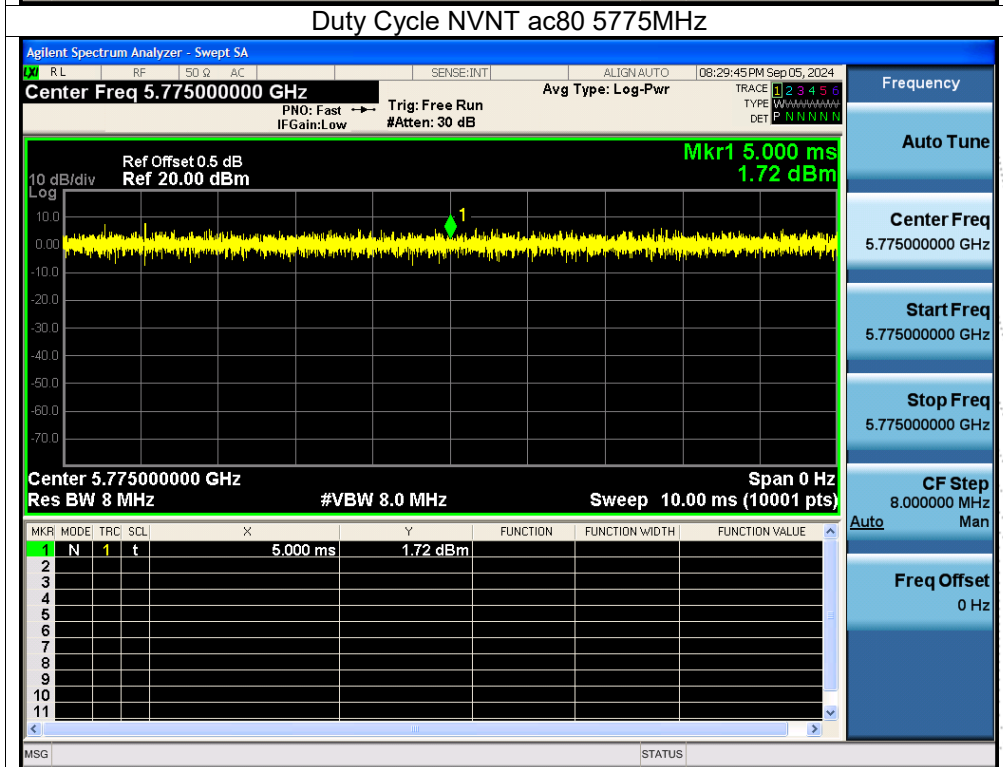 Duty Cycle NVNT ac80 5775MHz
Agilent Spectrum Analyzer - Swept SA
LXI RL RF 50 Ω AC SENSE:INT ALIGNAUTO 08:29:45 PM Sep 05, 2024
Center Freq 5.775000000 GHz Avg Type: Log-Pwr TRACE 1 2 3 4 5 6
PNO: Fast Trig: Free Run TYPE WWWWWW
IFGain:Low #Atten: 30 dB DET P N N N N N
Frequency
Mkr1 5.000 ms
1.72 dBm
Ref Offset 0.5 dB
10 dB/div Ref 20.00 dBm
Log
10.0
0.00
-10.0
-20.0
-30.0
-40.0
-50.0
-60.0
-70.0
1
Center 5.775000000 GHz Span 0 Hz
Res BW 8 MHz #VBW 8.0 MHz Sweep 10.00 ms (10001 pts)
MKR MODE TRC SCL X Y FUNCTION FUNCTION WIDTH FUNCTION VALUE
1 N 1 t 5.000 ms 1.72 dBm
2
3
4
5
6
7
8
9
10
11
MSG STATUS
Auto Tune
Center Freq
5.775000000 GHz
Start Freq
5.775000000 GHz
Stop Freq
5.775000000 GHz
CF Step
8.000000 MHz
Auto Man
Freq Offset
0 Hz